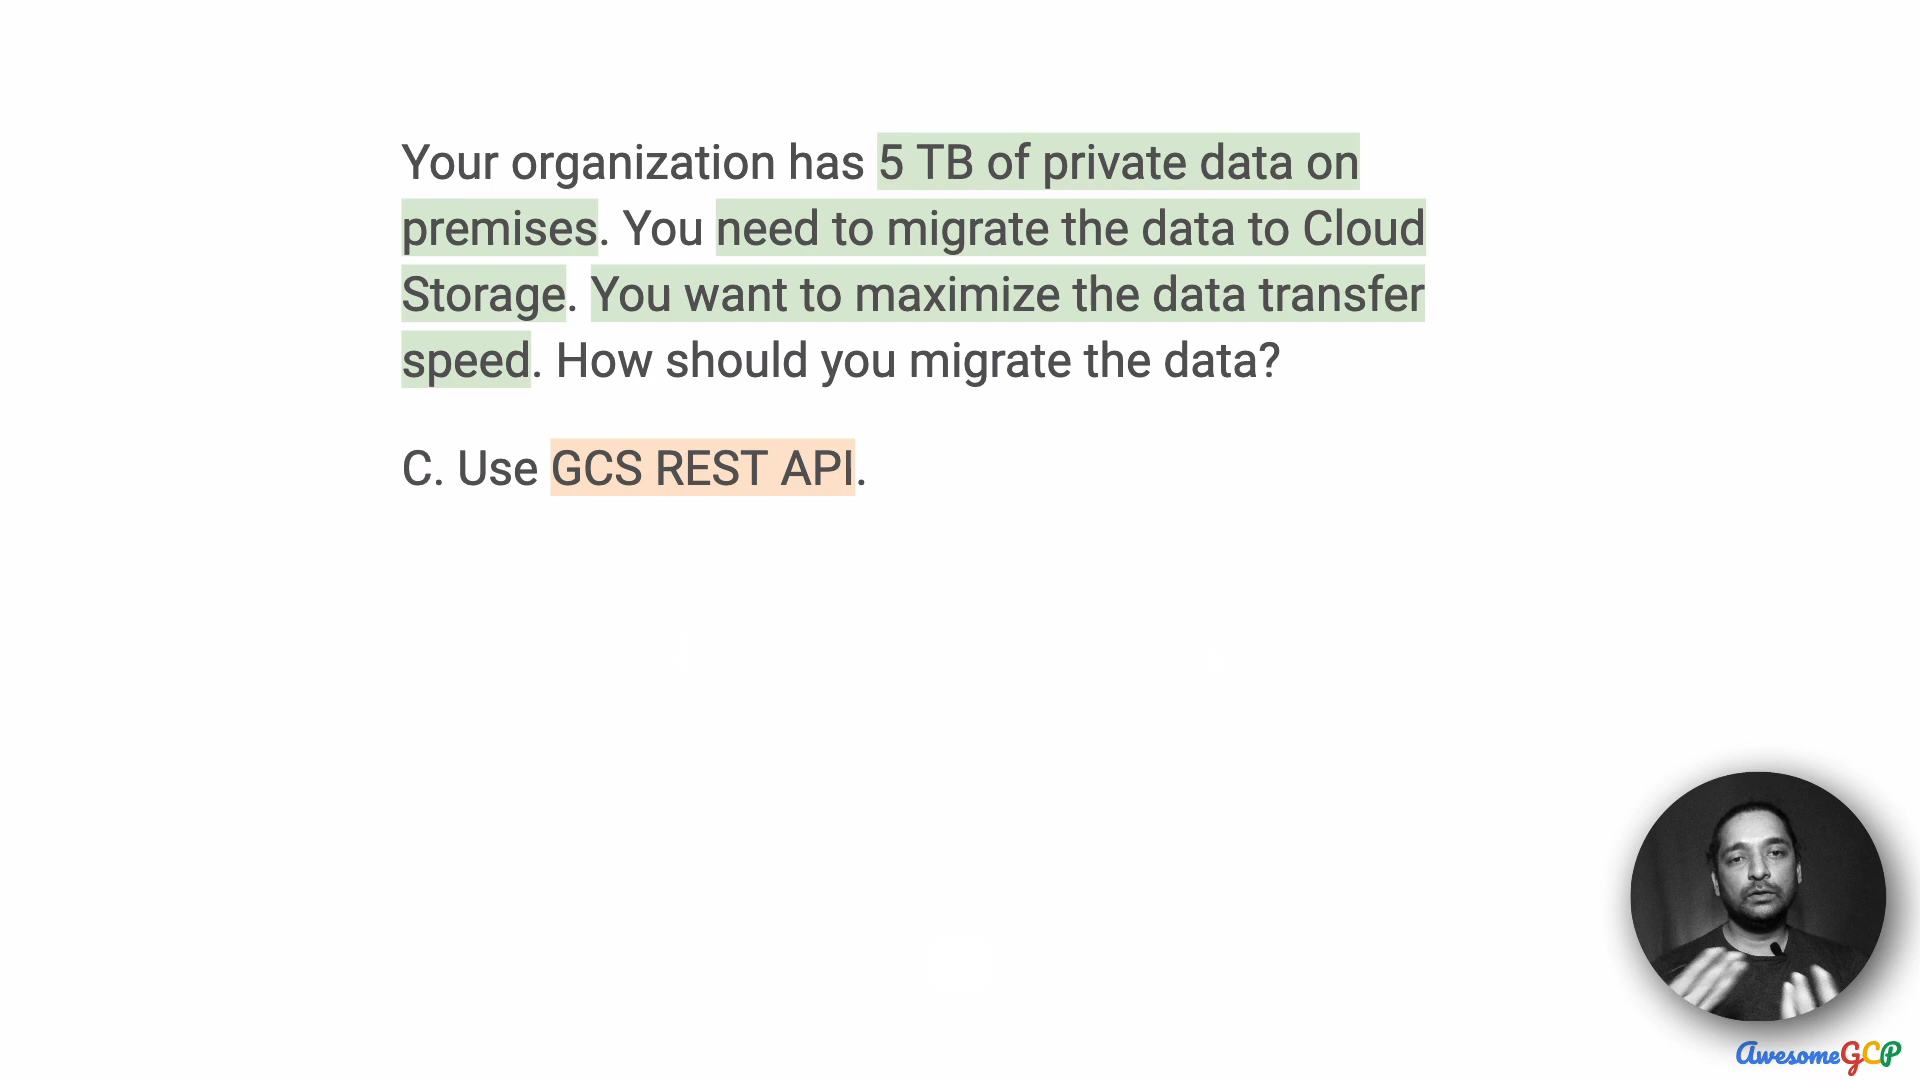 Your organization has 5 TB of private data on
premises. You need to migrate the data to Cloud
Storage. You want to maximize the data transfer
speed. How should you migrate the data?
C. Use GCS REST API.
AwesomeGCP